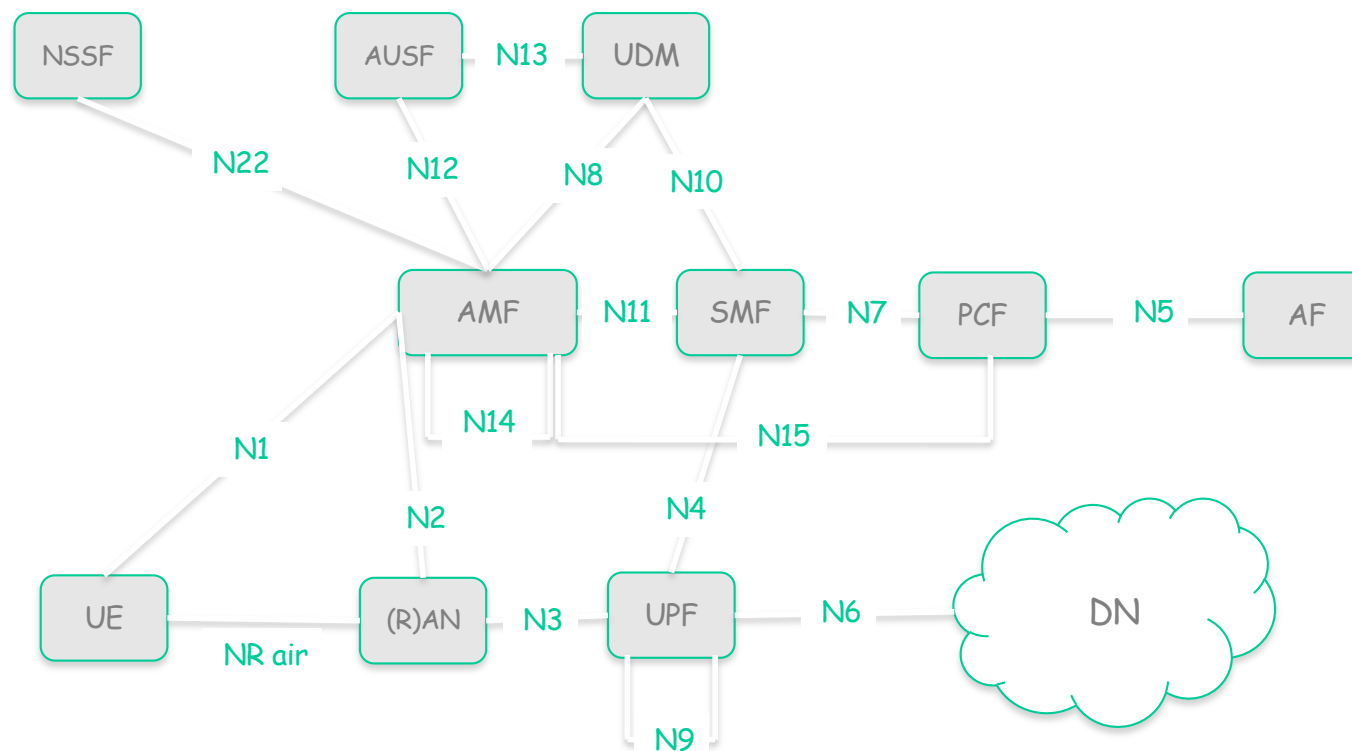 NSSF
AUSF
N13
UDM
N22
N12
N8
N10
AMF
N11
SMF
N7
PCF
N5
AF
N14
N15
N1
N2
N4
UE
NR air
(R)AN
N3
UPF
N6
DN
N9